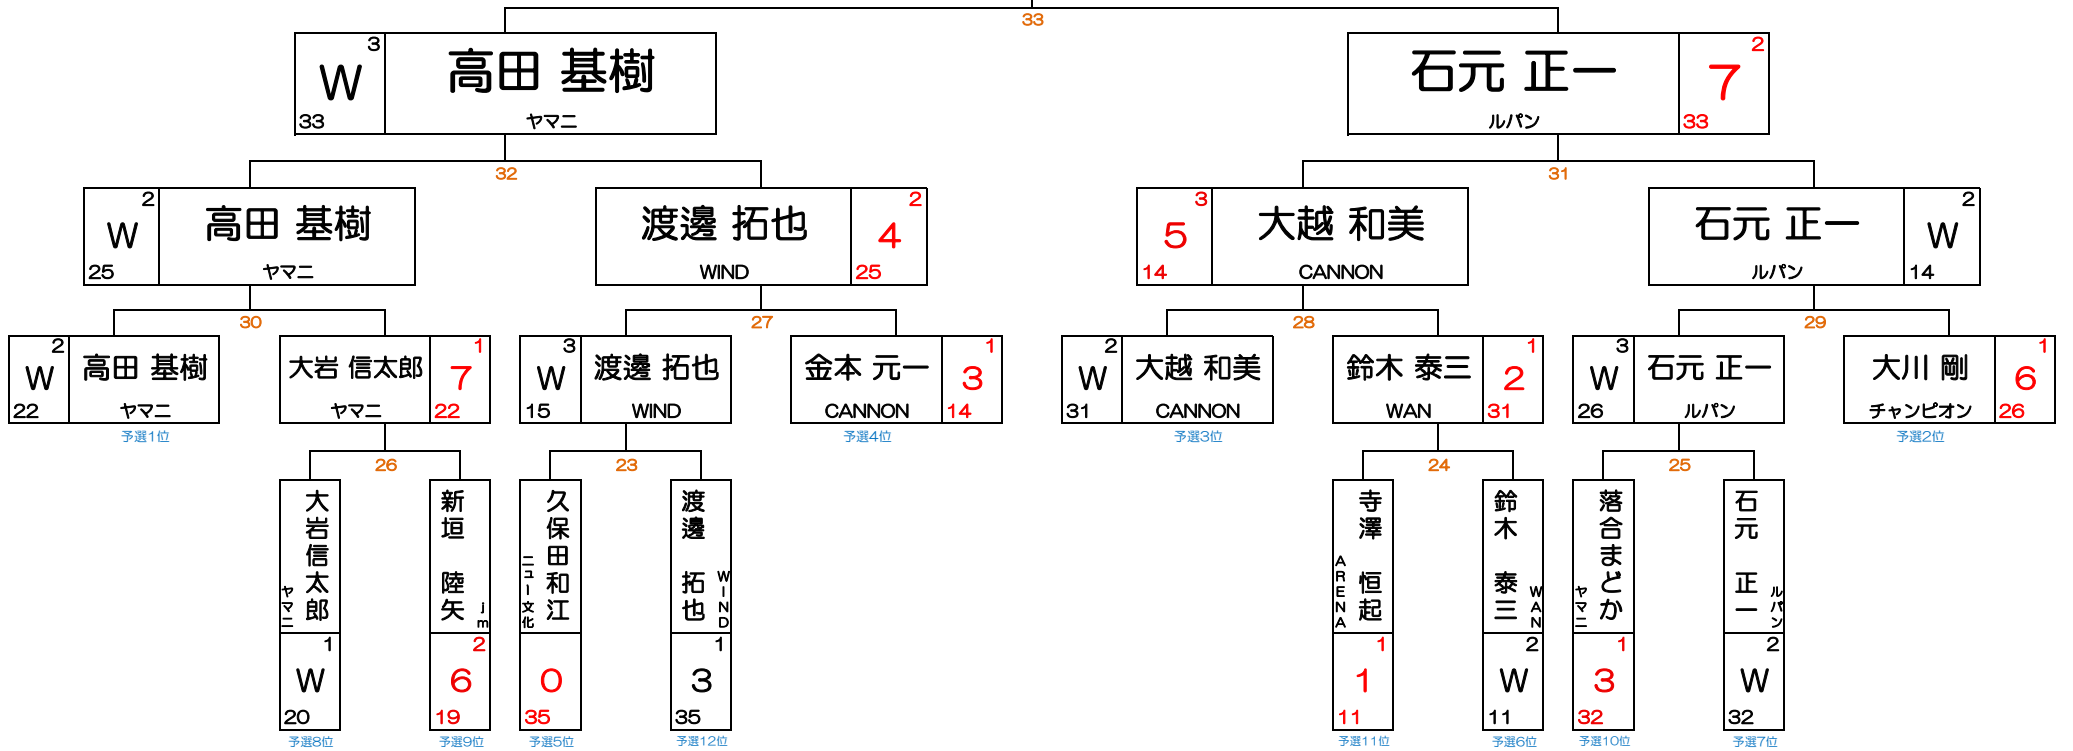 33
3
W
33
高田 基樹
ヤマニ
石元 正一
ルパン
2
7
33
32
31
2
W
25
高田 基樹
ヤマニ
渡邊 拓也
WIND
2
4
25
3
5
14
大越 和美
CANNON
石元 正一
ルパン
2
W
14
30
27
28
29
2
W
22
高田 基樹
ヤマニ
予選1位
大岩 信太郎
ヤマニ
1
7
22
3
W
15
渡邊 拓也
WIND
金本 元一
CANNON
1
3
14
予選4位
2
W
31
大越 和美
CANNON
予選3位
鈴木 泰三
WAN
1
2
31
3
W
26
石元 正一
ルパン
大川 剛
チャンピオン
1
6
26
予選2位
26
23
24
25
大岩信太郎
ヤマニ
1
W
20
予選8位
新垣 陸矢
jm
2
6
19
予選9位
久保田和江
ニュー文化
0
35
予選5位
渡邊 拓也
WIND
1
3
35
予選12位
寺澤 恒起
ARENA
1
1
11
予選11位
鈴木 泰三
WAN
2
W
11
予選6位
落合まどか
ヤマニ
1
3
32
予選10位
石元 正一
ルパン
2
W
32
予選7位